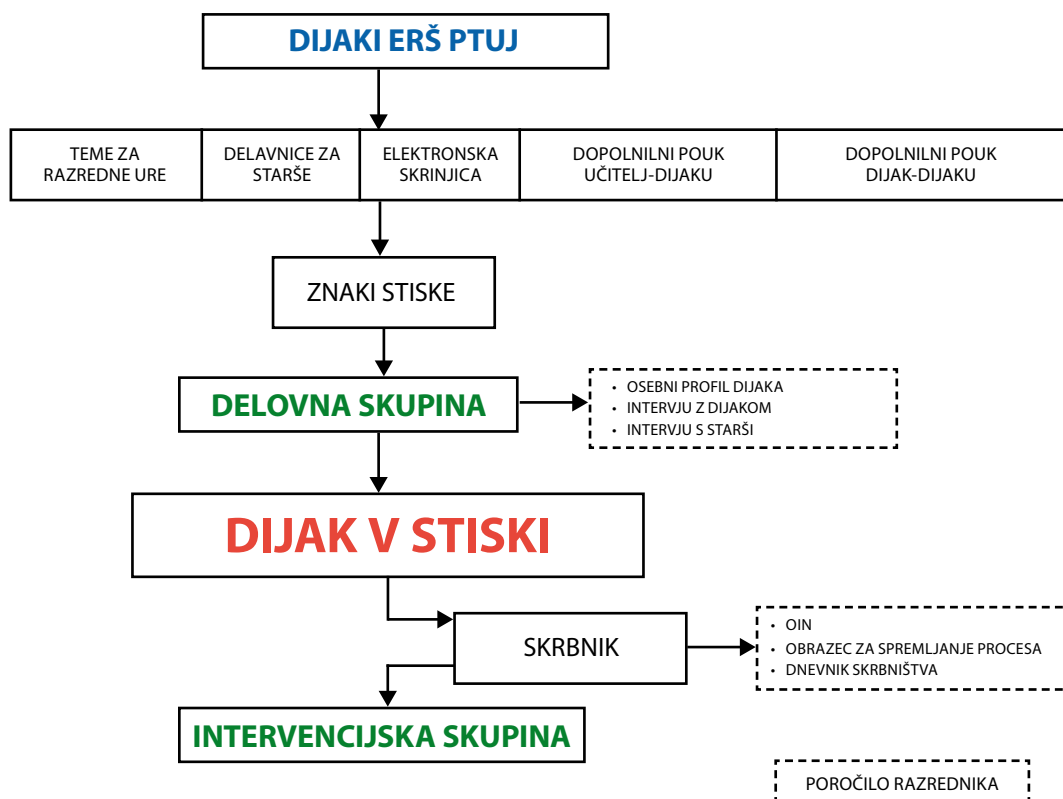 DIJAKI ERŠ PTUJ
TEME ZA
RAZREDNE URE
DELAVNICE ZA
STARŠE
ELEKTRONSKA
SKRINJICA
DOPOLNILNI POUK
UČITELJ-DIJAKU
DOPOLNILNI POUK
DIJAK-DIJAKU
ZNAKI STISKE
DELOVNA SKUPINA
• OSEBNI PROFIL DIJAKA
• INTERVJU Z DIJAKOM
• INTERVJU S STARŠI
DIJAK V STISKI
SKRBNIK
• OIN
• OBRAZEC ZA SPREMLJANJE PROCESA
• DNEVNIK SKRBNIŠTVA
INTERVENCIJSKA SKUPINA
POROČILO RAZREDNIKA